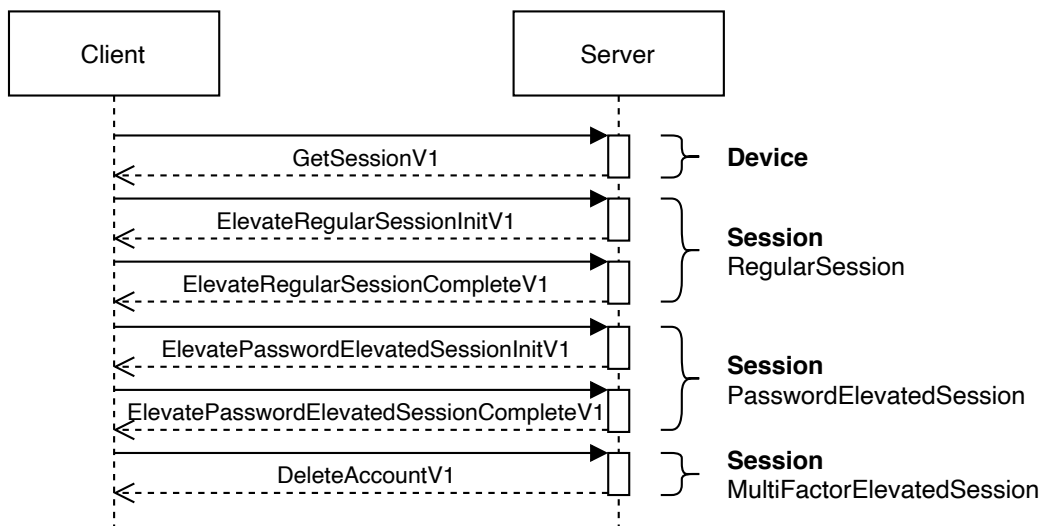 Client
Server
GetSessionV1
Device
ElevateRegularSessionInitV1
Session
RegularSession
ElevateRegularSessionCompleteV1
ElevatePasswordElevatedSessionInitV1
Session
PasswordElevatedSession
ElevatePasswordElevatedSessionCompleteV1
DeleteAccountV1
Session
MultiFactorElevatedSession